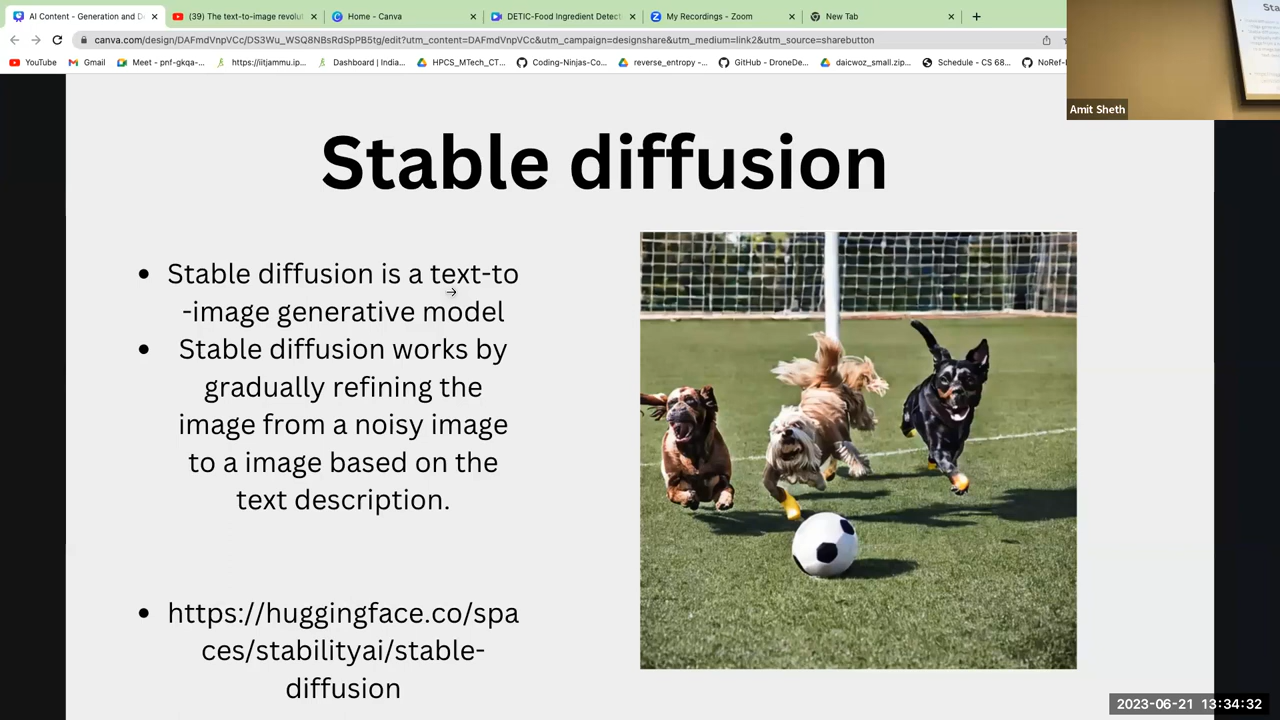 AI Content - Generation and D
(39) The text-to-image revolu
Home - Canva
DETIC-Food Ingredient Detect
My Recordings - Zoom
New Tab
canva.com/design/DAFmdVnpVCc/DS3Wu_WSQ8NBsRdSpPB5tg/edit?utm_content=DAFmdVnpVCc&utm_campaign=designshare&utm_medium=link2&utm_source=sharebutton
YouTube
Gmail
Meet - pnf-gkqa-...
https://iitjammu.ip...
Dashboard | India...
HPCS_MTech_CT...
Coding-Ninjas-Co...
reverse_entropy -...
GitHub - DroneDe...
daicwoz_small.zip...
Schedule - CS 68...
NoRef-
Amit Sheth
Stable diffusion
• Stable diffusion is a text-to
-image generative model
• Stable diffusion works by
gradually refining the
image from a noisy image
to a image based on the
text description.
• https://huggingface.co/spa
ces/stabilityai/stable-
diffusion
2023-06-21 13:34:32